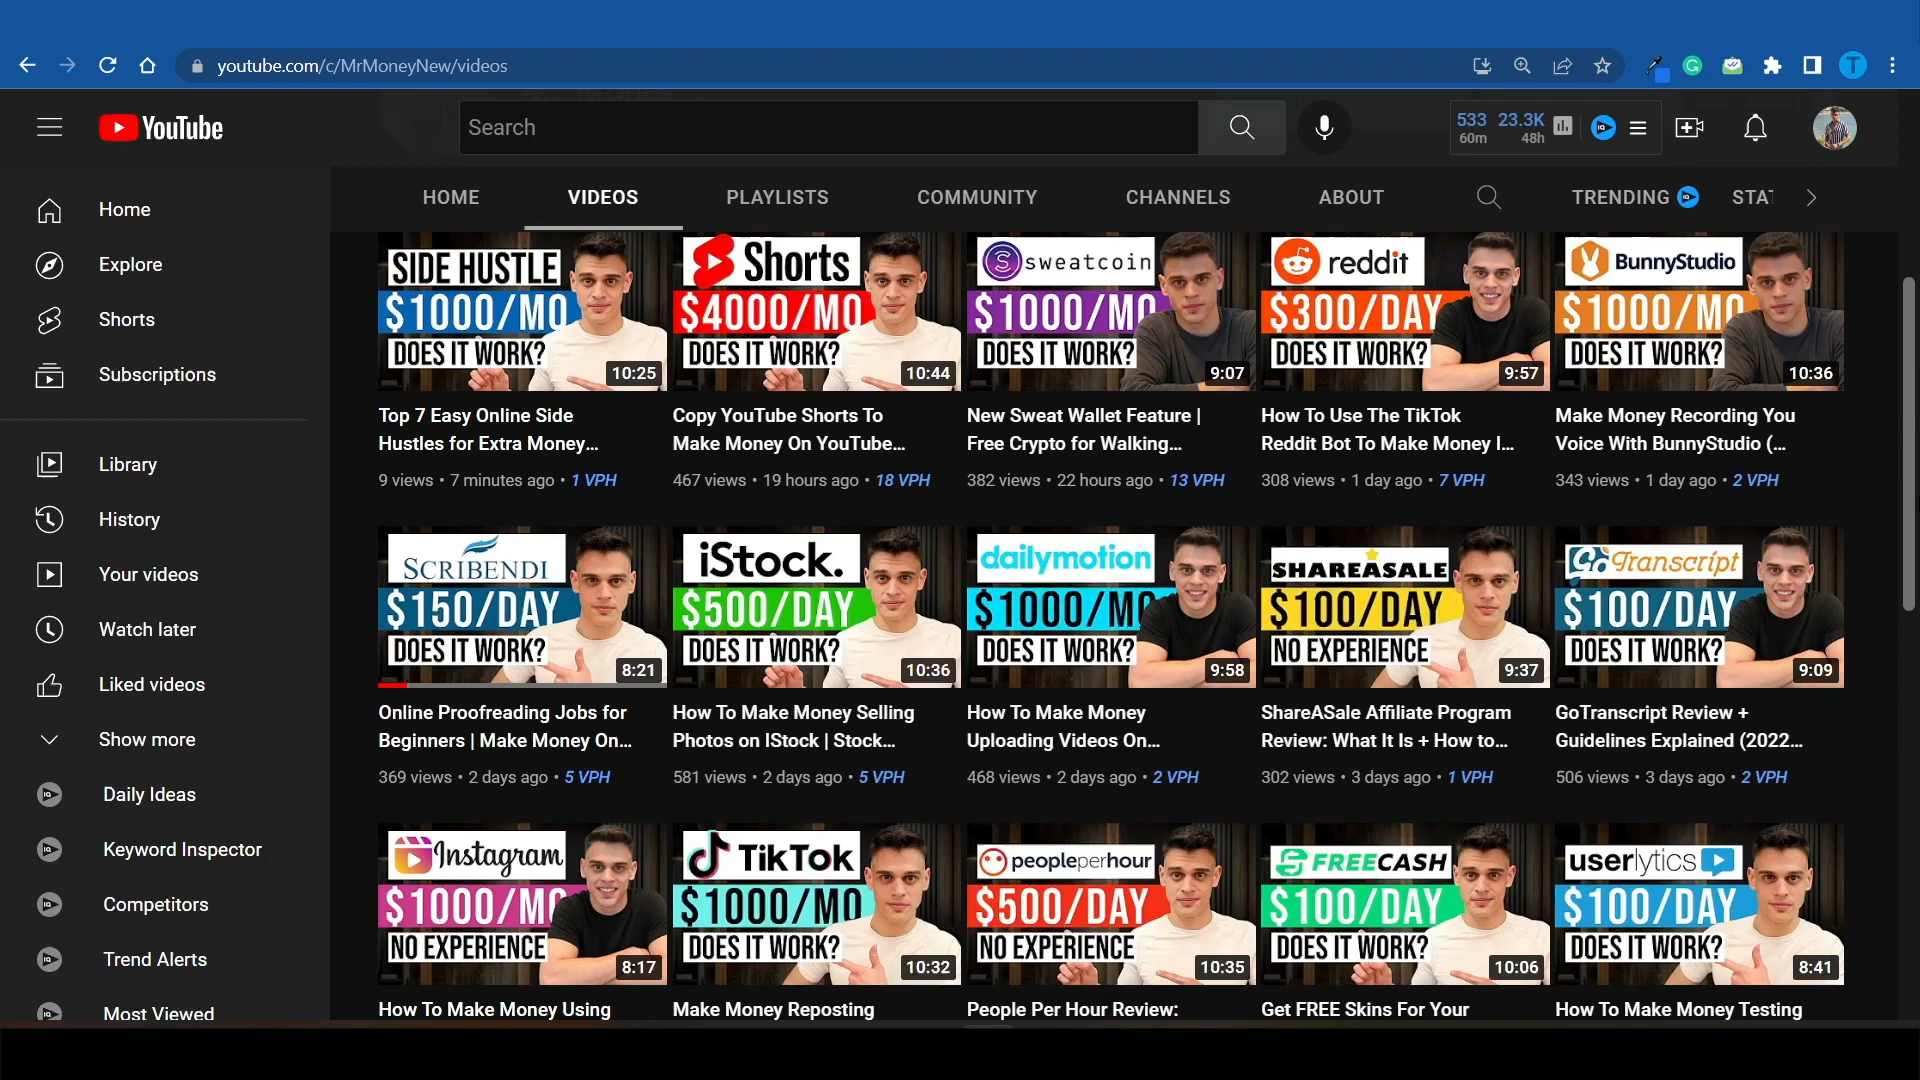 youtube.com/c/MrMoneyNew/videos
T
YouTube
Search
533 23.3K
60m 48h
HOME VIDEOS PLAYLISTS COMMUNITY CHANNELS ABOUT TRENDING STAT
Home
Explore
Shorts
Subscriptions
Library
History
Your videos
Watch later
Liked videos
Show more
Daily Ideas
Keyword Inspector
Competitors
Trend Alerts
Most Viewed
SIDE HUSTLE
$1000/MO
DOES IT WORK?
10:25
Top 7 Easy Online Side
Hustles for Extra Money...
9 views • 7 minutes ago • 1 VPH
Shorts
$4000/MO
DOES IT WORK?
10:44
Copy YouTube Shorts To
Make Money On YouTube...
467 views • 19 hours ago • 18 VPH
sweatcoin
$1000/MO
DOES IT WORK?
9:07
New Sweat Wallet Feature |
Free Crypto for Walking...
382 views • 22 hours ago • 13 VPH
reddit
$300/DAY
DOES IT WORK?
9:57
How To Use The TikTok
Reddit Bot To Make Money I...
308 views • 1 day ago • 7 VPH
BunnyStudio
$1000/MO
DOES IT WORK?
10:36
Make Money Recording You
Voice With BunnyStudio (...
343 views • 1 day ago • 2 VPH
SCRIBENDI
$150/DAY
DOES IT WORK?
8:21
Online Proofreading Jobs for
Beginners | Make Money On...
369 views • 2 days ago • 5 VPH
iStock.
$500/DAY
DOES IT WORK?
10:36
How To Make Money Selling
Photos on IStock | Stock...
581 views • 2 days ago • 5 VPH
dailymotion
$1000/MO
DOES IT WORK?
9:58
How To Make Money
Uploading Videos On...
468 views • 2 days ago • 2 VPH
SHAREASALE
$100/DAY
NO EXPERIENCE
9:37
ShareASale Affiliate Program
Review: What It Is + How to...
302 views • 3 days ago • 1 VPH
GoTranscript
$100/DAY
DOES IT WORK?
9:09
GoTranscript Review +
Guidelines Explained (2022...
506 views • 3 days ago • 2 VPH
Instagram
$1000/MO
NO EXPERIENCE
8:17
How To Make Money Using
TikTok
$1000/MO
DOES IT WORK?
10:32
Make Money Reposting
peopleperhour
$500/DAY
NO EXPERIENCE
10:35
People Per Hour Review:
FREECASH
$100/DAY
DOES IT WORK?
10:06
Get FREE Skins For Your
userlytics
$100/DAY
DOES IT WORK?
8:41
How To Make Money Testing